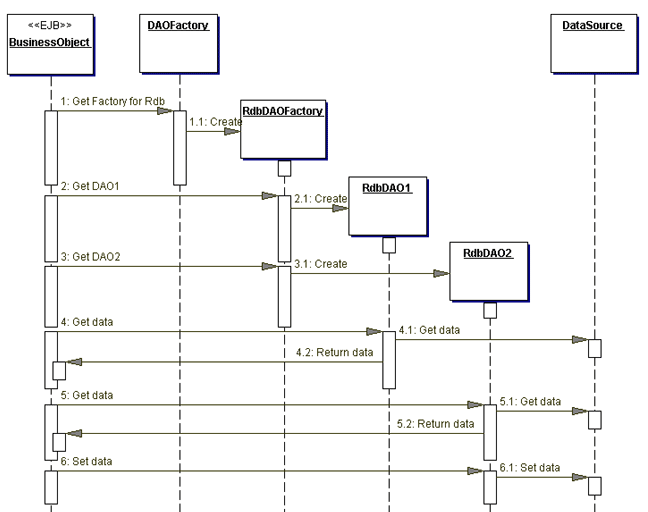 <<EJB>>
BusinessObject
DAOFactory
DataSource
1: Get Factory for Rdb
RdbDAOFactory
1.1: Create
2: Get DAO1
RdbDAO1
2.1: Create
3: Get DAO2
RdbDAO2
3.1: Create
4: Get data
4.1: Get data
4.2: Return data
5: Get data
5.1: Get data
5.2: Return data
6: Set data
6.1: Set data